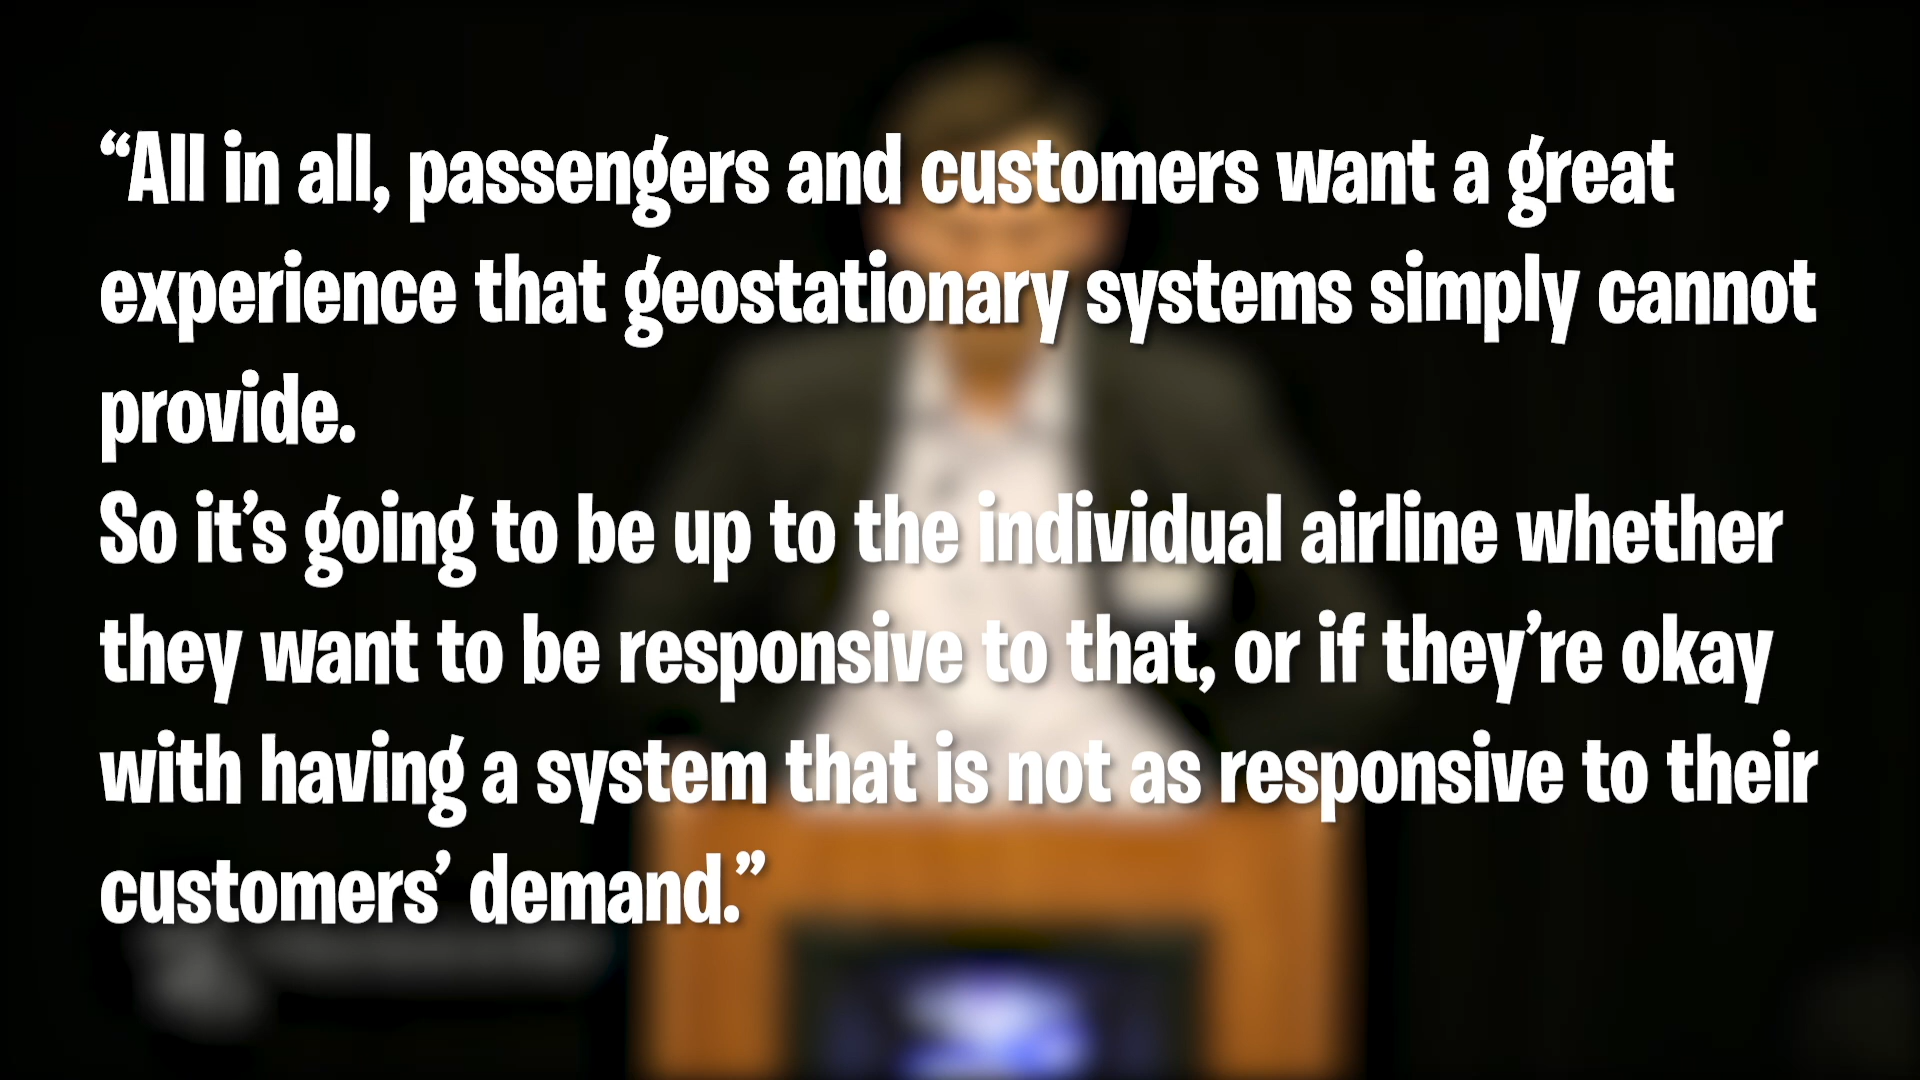 “All in all, passengers and customers want a great
experience that geostationary systems simply cannot
provide.
So it’s going to be up to the individual airline whether
they want to be responsive to that, or if they’re okay
with having a system that is not as responsive to their
customers’ demand.”